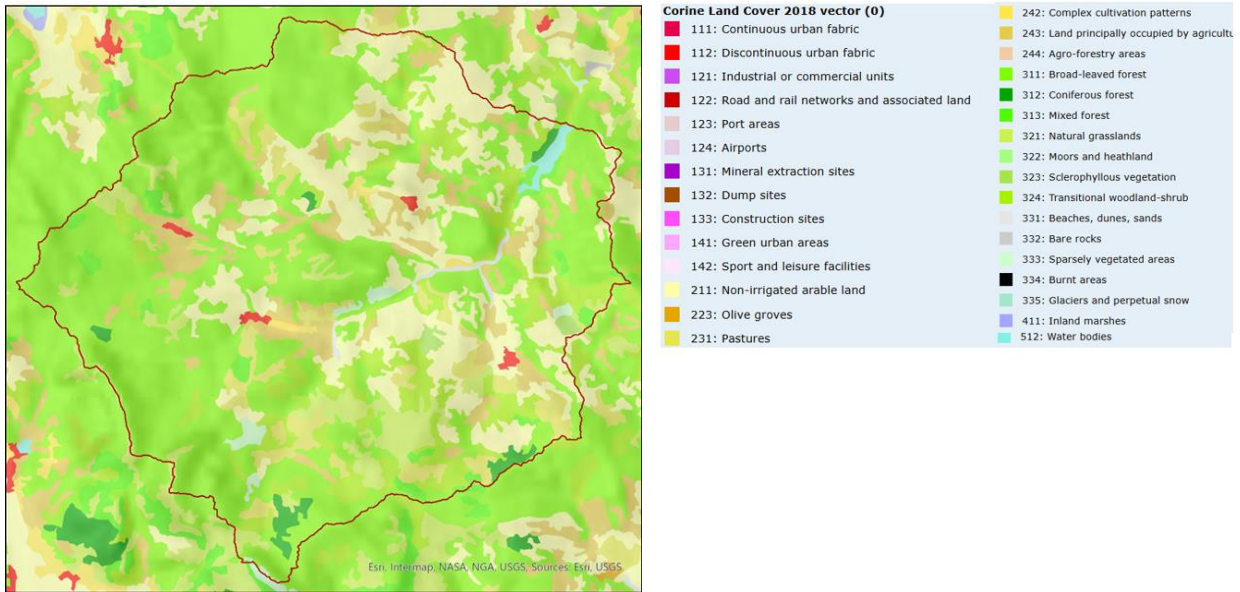 Esri, Intermap, NASA, NGA, USGS, Sources: Esri, USGS
Corine Land Cover 2018 vector (0)
111: Continuous urban fabric
112: Discontinuous urban fabric
121: Industrial or commercial units
122: Road and rail networks and associated land
123: Port areas
124: Airports
131: Mineral extraction sites
132: Dump sites
133: Construction sites
141: Green urban areas
142: Sport and leisure facilities
211: Non-irrigated arable land
223: Olive groves
231: Pastures
242: Complex cultivation patterns
243: Land principally occupied by agricultu
244: Agro-forestry areas
311: Broad-leaved forest
312: Coniferous forest
313: Mixed forest
321: Natural grasslands
322: Moors and heathland
323: Sclerophyllous vegetation
324: Transitional woodland-shrub
331: Beaches, dunes, sands
332: Bare rocks
333: Sparsely vegetated areas
334: Burnt areas
335: Glaciers and perpetual snow
411: Inland marshes
512: Water bodies